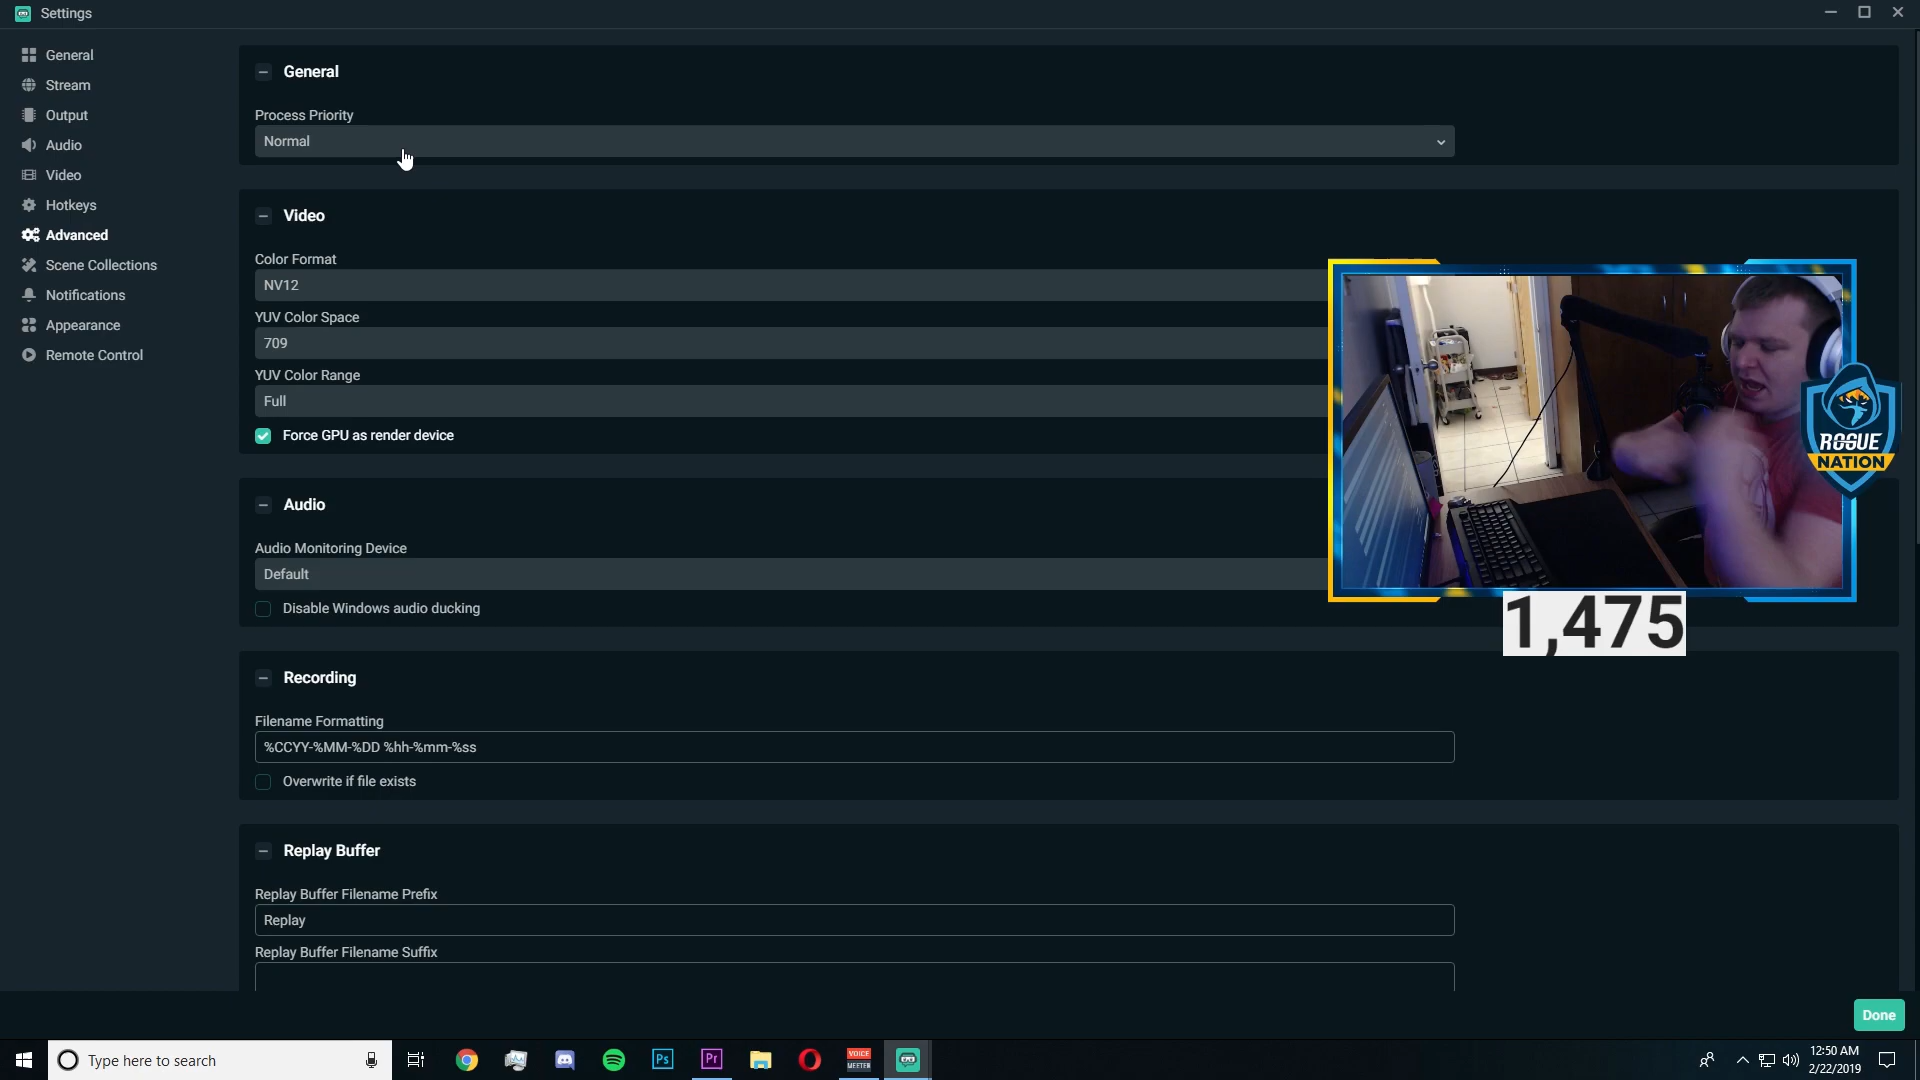 Settings
General
Stream
Output
Audio
Video
Hotkeys
Advanced
Scene Collections
Notifications
Appearance
Remote Control
General
Process Priority
Normal
Video
Color Format
NV12
YUV Color Space
709
YUV Color Range
Full
Force GPU as render device
Audio
Audio Monitoring Device
Default
Disable Windows audio ducking
Recording
Filename Formatting
%CCYY-%MM-%DD %hh-%mm-%ss
Overwrite if file exists
Replay Buffer
Replay Buffer Filename Prefix
Replay
Replay Buffer Filename Suffix
ROGUE
NATION
1,475
Done
Type here to search
Ps
Pr
VOICE
MEETER
12:50 AM
2/22/2019